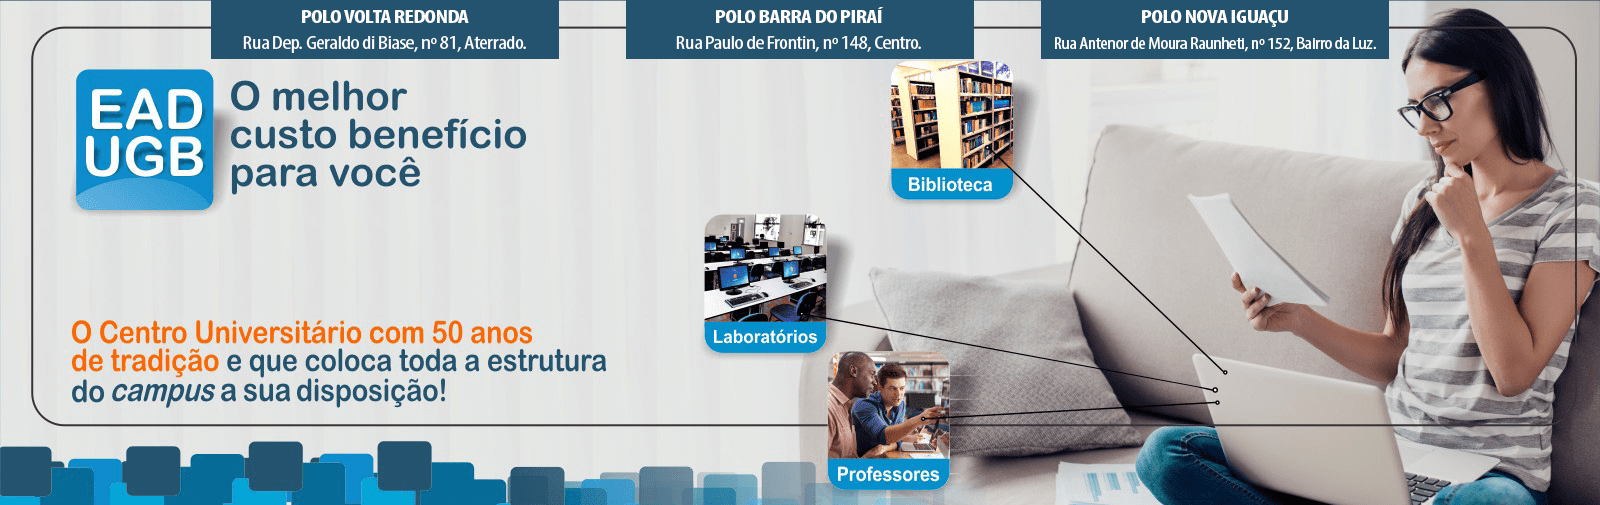 POLO VOLTA REDONDA
Rua Dep. Geraldo di Biase, nº 81, Aterrado.
POLO BARRA DO PIRAÍ
Rua Paulo de Frontin, nº 148, Centro.
POLO NOVA IGUAÇU
Rua Antenor de Moura Raunheti, nº 152, Bairro da Luz.
EAD
UGB
O melhor
custo benefício
para você
Biblioteca
Laboratórios
Professores
O Centro Universitário com 50 anos
de tradição e que coloca toda a estrutura
do campus a sua disposição!